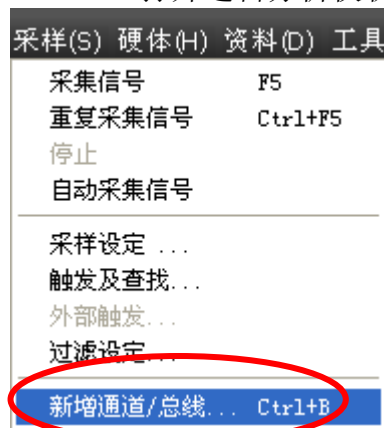 采样(S) 硬体(H) 资料(D) 工具
采集信号 F5
重复采集信号 Ctrl+F5
停止
自动采集信号
采样设定 ...
触发及查找...
外部触发...
过滤设定...
新增通道/总线... Ctrl+B